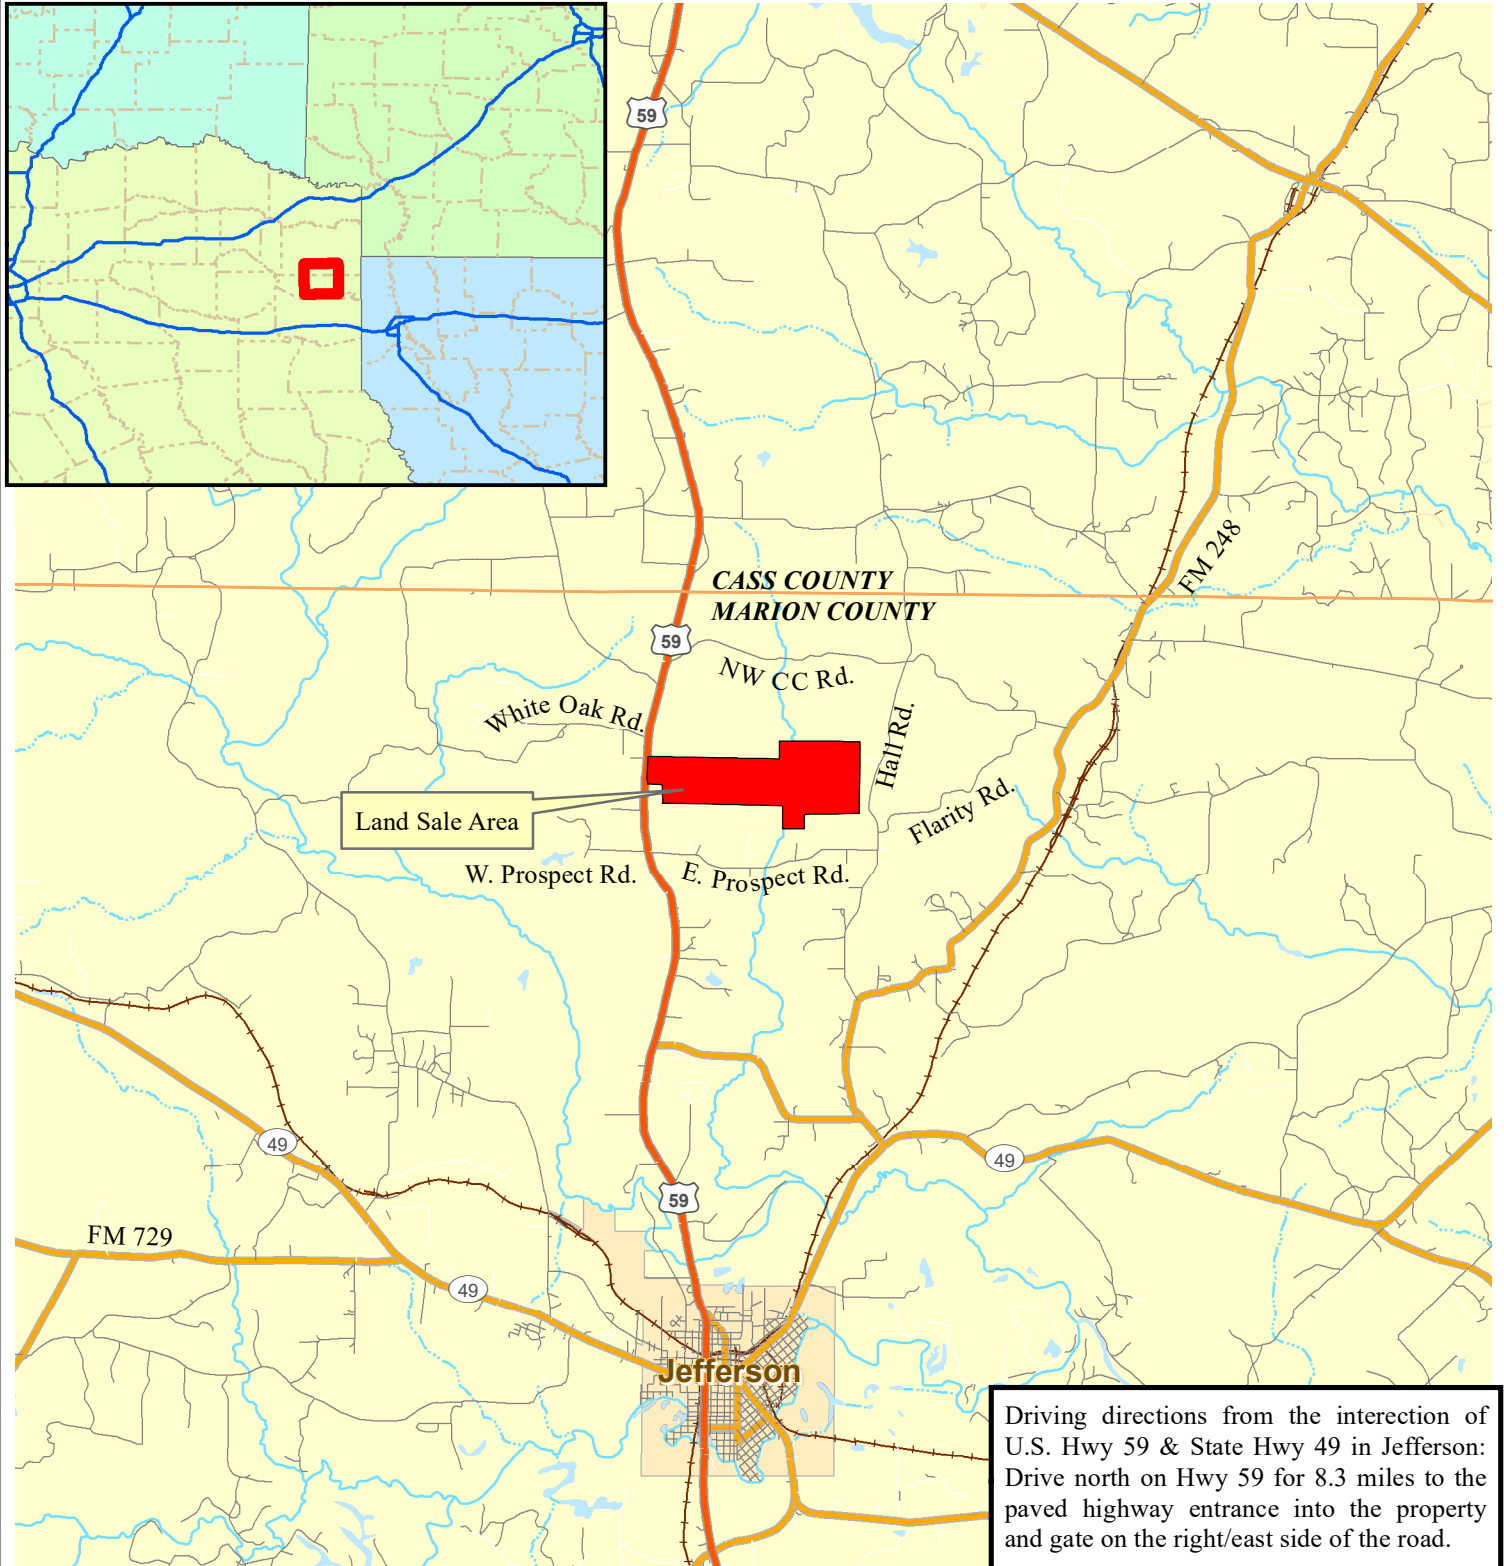 59
CASS COUNTY
MARION COUNTY
FM 248
59
NW CC Rd.
White Oak Rd.
Hall Rd.
Land Sale Area
Flarity Rd.
W. Prospect Rd.
E. Prospect Rd.
49
49
59
FM 729
49
Jefferson
Driving directions from the interection of
U.S. Hwy 59 & State Hwy 49 in Jefferson:
Drive north on Hwy 59 for 8.3 miles to the
paved highway entrance into the property
and gate on the right/east side of the road.